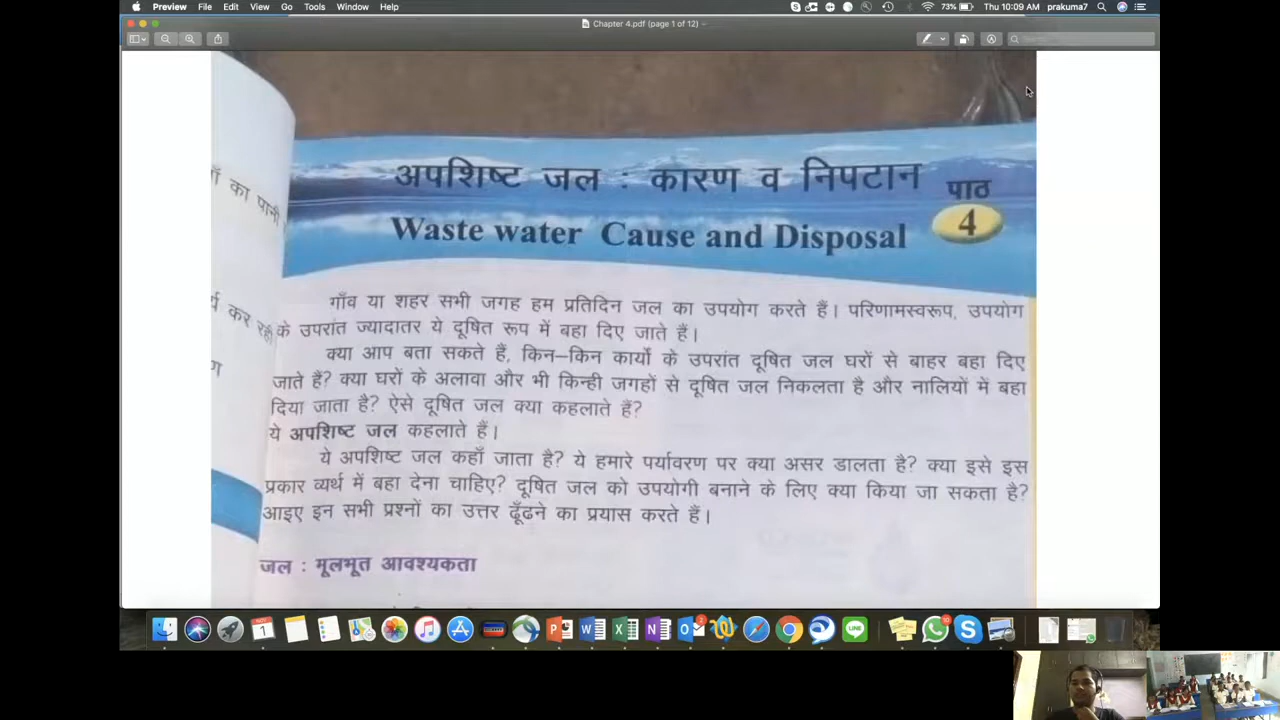 Preview File Edit View Go Tools Window Help 73% Thu 10:09 AM prakuma7
Chapter 4.pdf (page 1 of 12)
Search
अपशिष्ट जल : कारण व निपटान
पाठ
4
Waste water Cause and Disposal
ाँ का पानी
र्य कर रही
ण
गाँव या शहर सभी जगह हम प्रतिदिन जल का उपयोग करते हैं। परिणामस्वरूप, उपयोग
के उपरांत ज्यादातर ये दूषित रूप में बहा दिए जाते हैं।
क्या आप बता सकते हैं, किन–किन कार्यो के उपरांत दूषित जल घरों से बाहर बहा दिए
जाते हैं? क्या घरों के अलावा और भी किन्ही जगहों से दूषित जल निकलता है और नालियों में बहा
दिया जाता है? ऐसे दूषित जल क्या कहलाते हैं?
ये अपशिष्ट जल कहलाते हैं।
ये अपशिष्ट जल कहाँ जाता है? ये हमारे पर्यावरण पर क्या असर डालता है? क्या इसे इस
प्रकार व्यर्थ में बहा देना चाहिए? दूषित जल को उपयोगी बनाने के लिए क्या किया जा सकता है?
आइए इन सभी प्रश्नों का उत्तर ढूँढने का प्रयास करते हैं।
जल : मूलभूत आवश्यकता
LINE